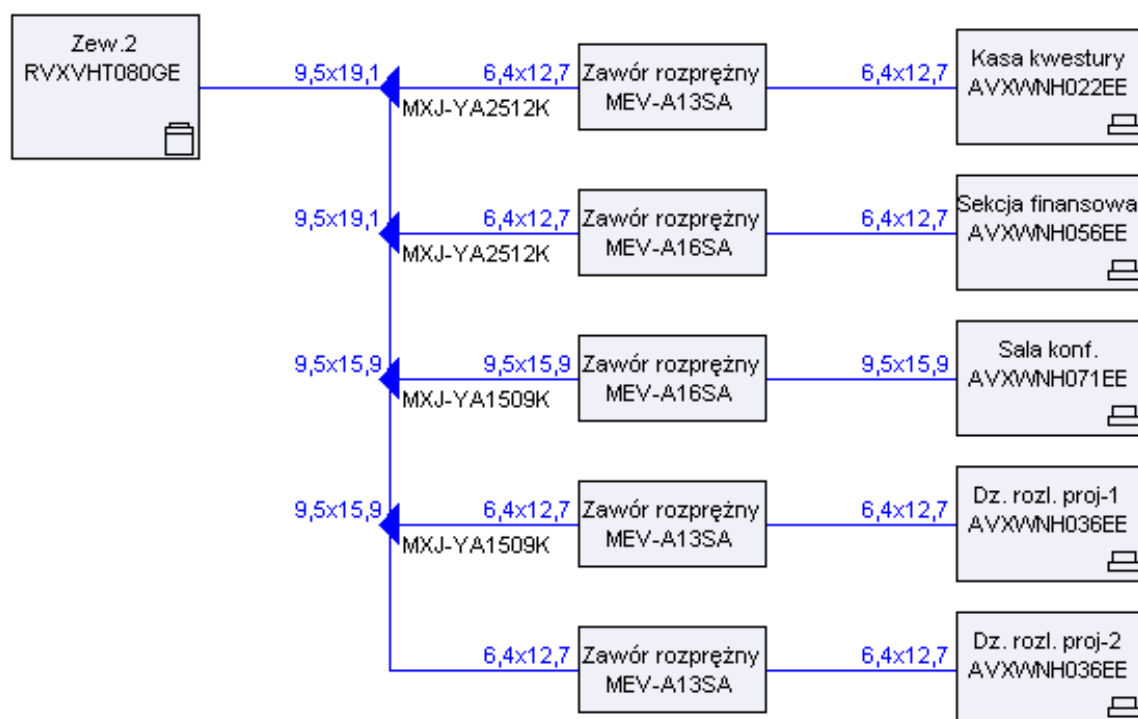 Zew.2
RVXVHT080GE
9,5x19,1
MXJ-YA2512K
6,4x12,7
Zawór rozprężny
MEV-A13SA
6,4x12,7
Kasa kwestury
AVXWNH022EE
9,5x19,1
MXJ-YA2512K
6,4x12,7
Zawór rozprężny
MEV-A16SA
6,4x12,7
Sekcja finansowa
AVXWNH056EE
9,5x15,9
MXJ-YA1509K
9,5x15,9
Zawór rozprężny
MEV-A16SA
9,5x15,9
Sala konf.
AVXWNH071EE
9,5x15,9
MXJ-YA1509K
6,4x12,7
Zawór rozprężny
MEV-A13SA
6,4x12,7
Dz. rozl. proj-1
AVXWNH036EE
6,4x12,7
Zawór rozprężny
MEV-A13SA
6,4x12,7
Dz. rozl. proj-2
AVXWNH036EE